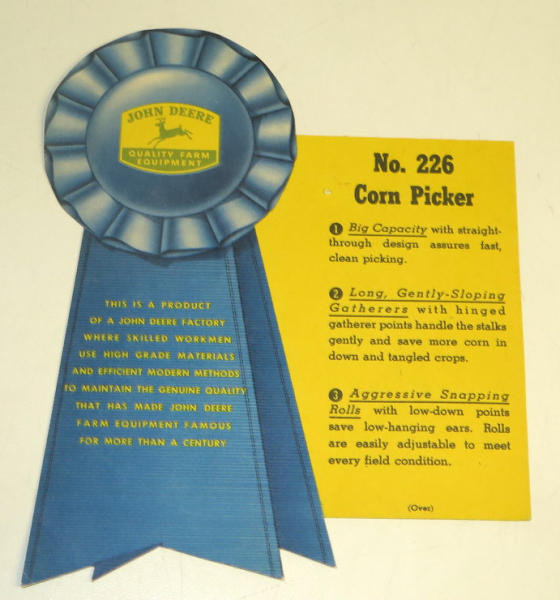 JOHN DEERE
QUALITY FARM
EQUIPMENT
THIS IS A PRODUCT
OF A JOHN DEERE FACTORY
WHERE SKILLED WORKMEN
USE HIGH GRADE MATERIALS
AND EFFICIENT MODERN METHODS
TO MAINTAIN THE GENUINE QUALITY
THAT HAS MADE JOHN DEERE
FARM EQUIPMENT FAMOUS
FOR MORE THAN A CENTURY
No. 226
Corn Picker
1 Big Capacity with straight-
through design assures fast,
clean picking.
2 Long, Gently-Sloping
Gatherers with hinged
gatherer points handle the stalks
gently and save more corn in
down and tangled crops.
3 Aggressive Snapping
Rolls with low-down points
save low-hanging ears. Rolls
are easily adjustable to meet
every field condition.
(Over)